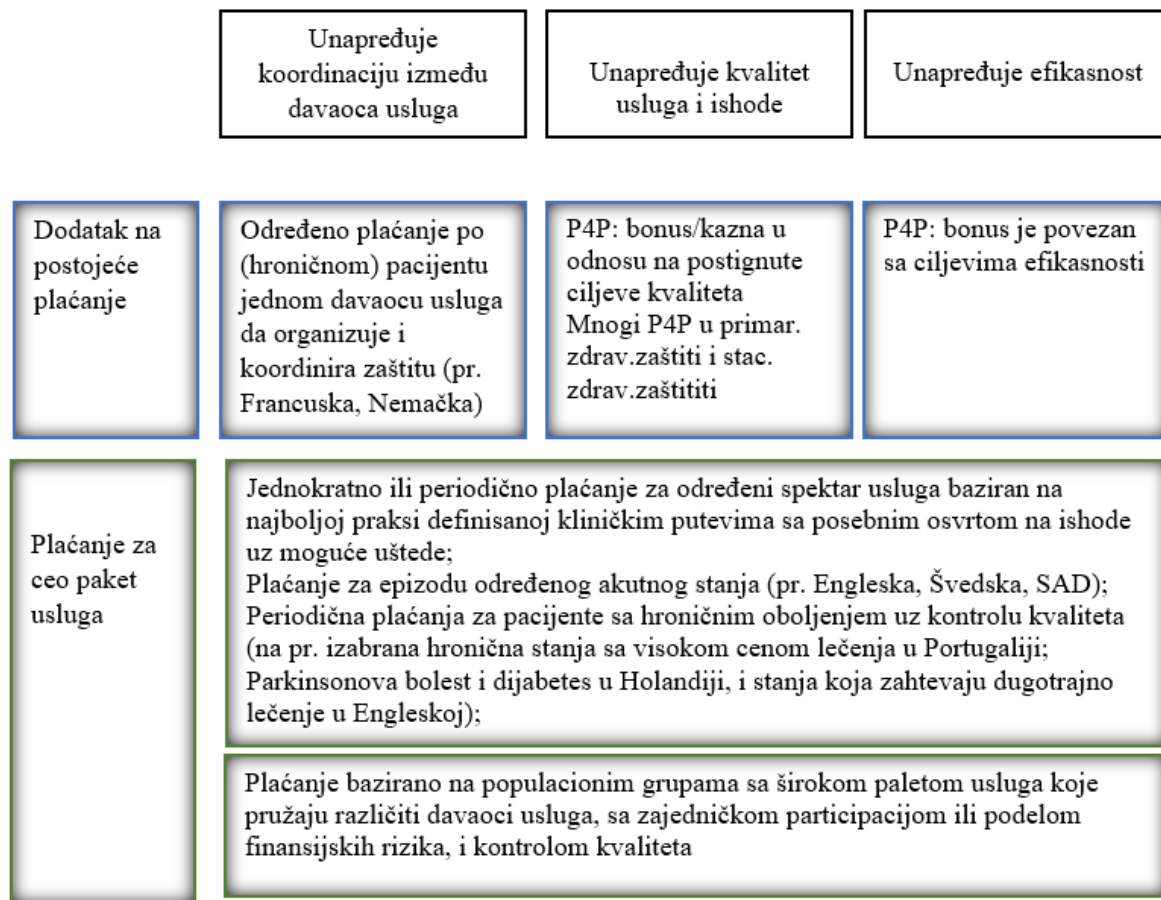 Unapređuje
koordinaciju između
davaoca usluga
Unapređuje kvalitet
usluga i ishode
Unapređuje efikasnost
Dodatak na
postojeće
plaćanje
Određeno plaćanje po
(hroničnom) pacijentu
jednom davaocu usluga
da organizuje i
koordinira zaštitu (pr.
Francuska, Nemačka)
P4P: bonus/kazna u
odnosu na postignute
ciljeve kvaliteta
Mnogi P4P u primar.
zdrav.zaštiti i stac.
zdrav.zaštititi
P4P: bonus je povezan
sa ciljevima efikasnosti
Plaćanje za
ceo paket
usluga
Jednokratno ili periodično plaćanje za određeni spektar usluga baziran na
najboljoj praksi definisanoj kliničkim putevima sa posebnim osvrtom na ishode
uz moguće uštede;
Plaćanje za epizodu određenog akutnog stanja (pr. Engleska, Švedska, SAD);
Periodična plaćanja za pacijente sa hroničnim oboljenjem uz kontrolu kvaliteta
(na pr. izabrana hronična stanja sa visokom cenom lečenja u Portugaliji;
Parkinsonova bolest i dijabetes u Holandiji, i stanja koja zahtevaju dugotrajno
lečenje u Engleskoj);
Plaćanje bazirano na populacionim grupama sa širokom paletom usluga koje
pružaju različiti davaoci usluga, sa zajedničkom participacijom ili podelom
finansijskih rizika, i kontrolom kvaliteta